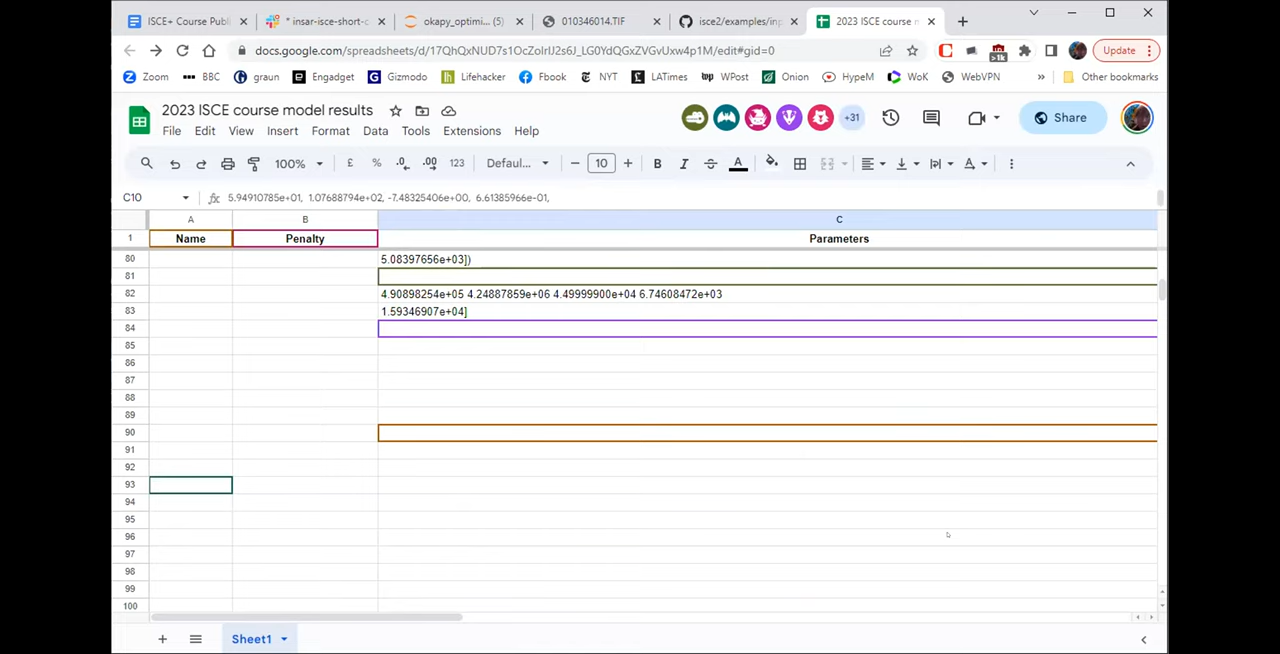 ISCE+ Course Publi
* insar-isce-short-c
okapy_optimi... (5)
010346014.TIF
isce2/examples/inp
2023 ISCE course m
docs.google.com/spreadsheets/d/17QhQxNUD7s1OcZoIrIJ2s6J_LG0YdQGxZVGvUxw4p1M/edit#gid=0
>1k
Update
Zoom
BBC
graun
Engadget
Gizmodo
Lifehacker
Fbook
NYT
LATimes
WPost
Onion
HypeM
WoK
WebVPN
»
Other bookmarks
2023 ISCE course model results
+31
Share
File Edit View Insert Format Data Tools Extensions Help
100% £ % .0 .00 123 Defaul... − 10 + B I A
C10 fx 5.94910785e+01, 1.07688794e+02, -7.48325406e+00, 6.61385966e-01,
A B C
1 Name Penalty Parameters
80 5.08397656e+03])
81
82 4.90898254e+05 4.24887859e+06 4.49999900e+04 6.74608472e+03
83 1.59346907e+04]
84
85
86
87
88
89
90
91
92
93
94
95
96
97
98
99
100
Sheet1